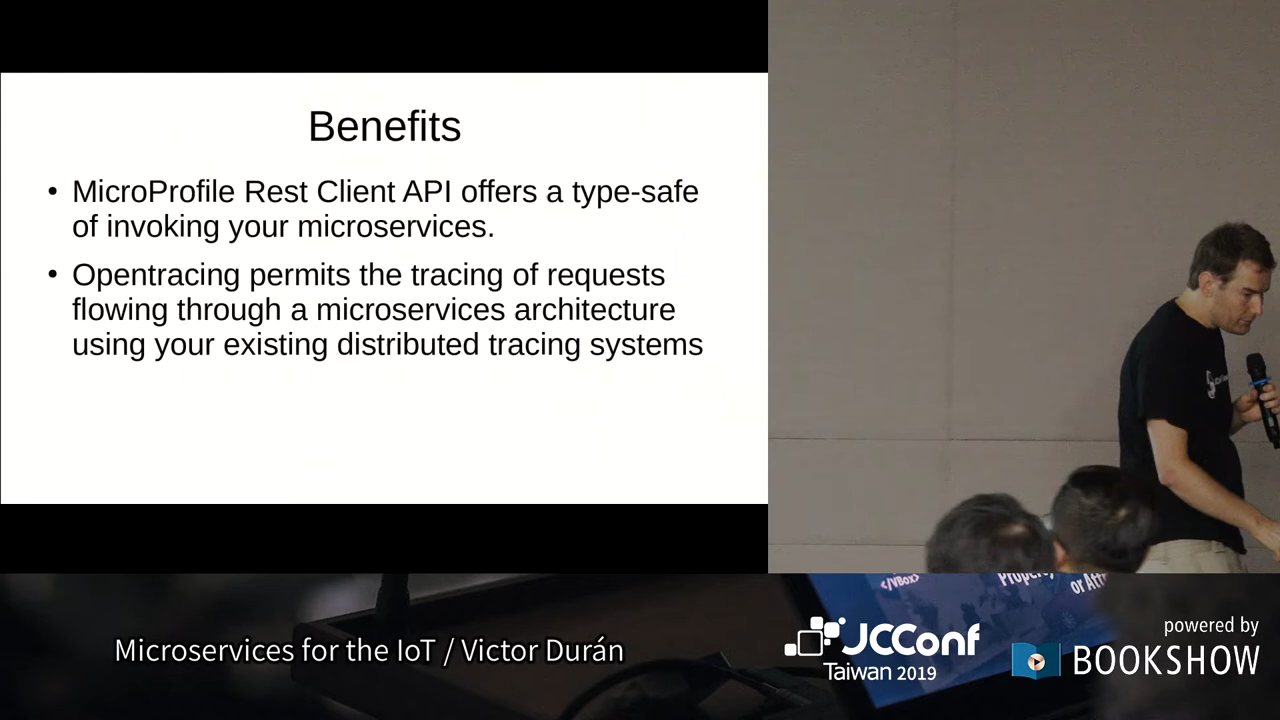 Benefits
• MicroProfile Rest Client API offers a type-safe
of invoking your microservices.
• Opentracing permits the tracing of requests
flowing through a microservices architecture
using your existing distributed tracing systems
</VBox>
or
Microservices for the IoT / Victor Durán
JCConf
Taiwan 2019
powered by
BOOKSHOW